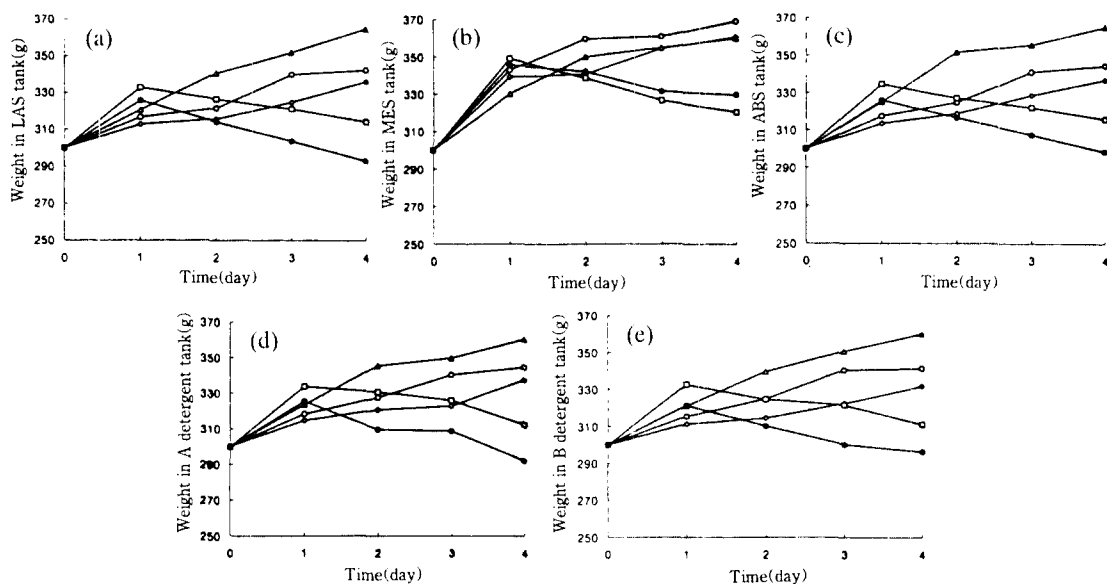 (a)
Weight in LAS tank(g)
370
350
330
310
290
270
250
0 1 2 3 4
Time(day)
(b)
Weight in MES tank(g)
370
350
330
310
290
270
250
0 1 2 3 4
Time(day)
(c)
Weight in ABS tank(g)
370
350
330
310
290
270
250
0 1 2 3 4
Time(day)
(d)
Weight in A detergent tank(g)
370
350
330
310
290
270
250
0 1 2 3 4
Time(day)
(e)
Weight in B detergent tank(g)
370
350
330
310
290
270
250
0 1 2 3 4
Time(day)